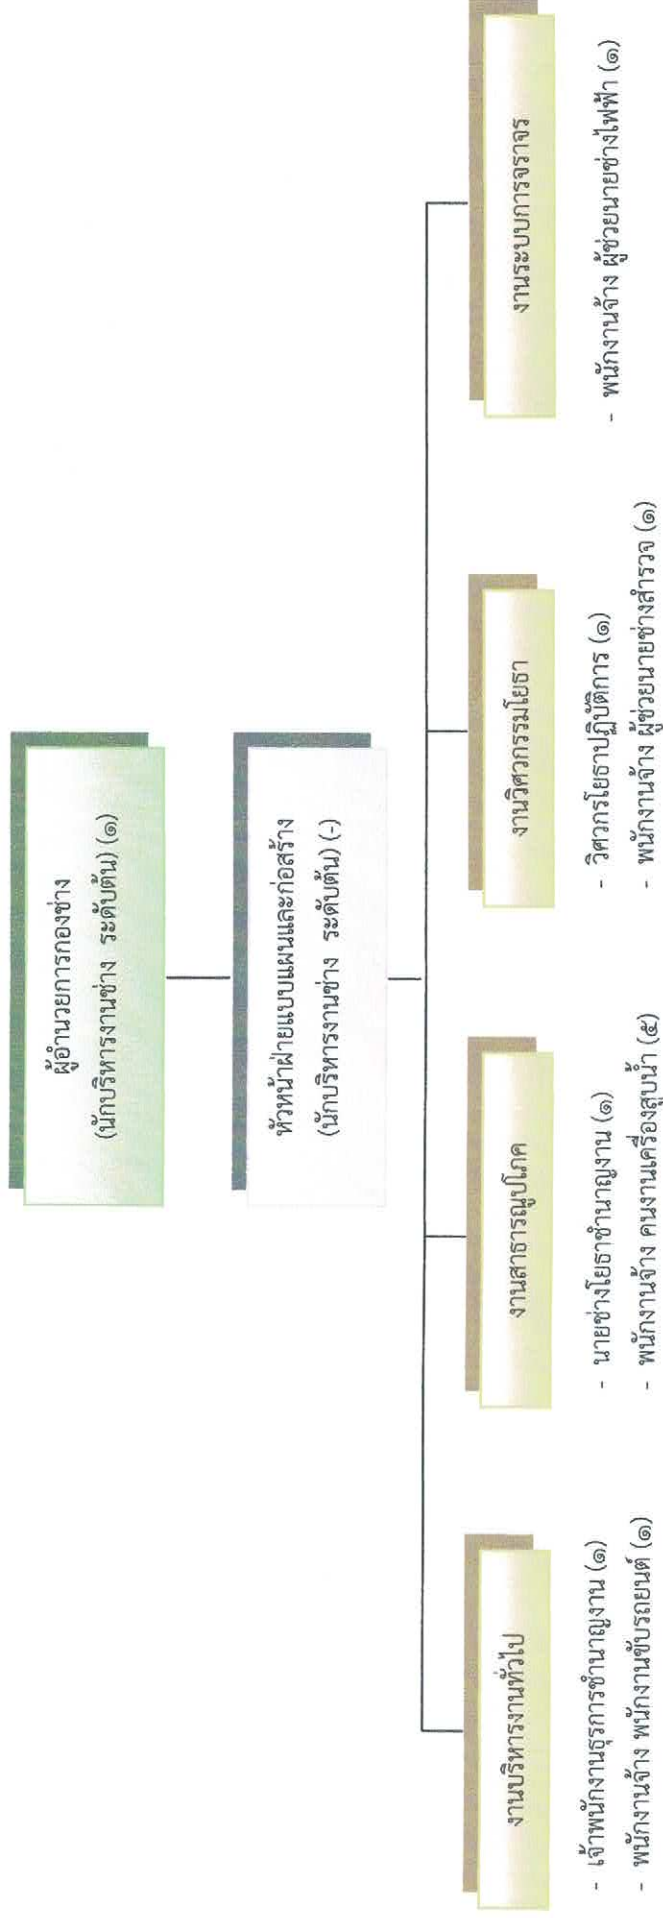 ผู้อำนวยการกองช่าง
(นักบริหารงานช่าง ระดับต้น) (๑)
หัวหน้าฝ่ายแบบแผนและก่อสร้าง
(นักบริหารงานช่าง ระดับต้น) (-)
งานบริหารงานทั่วไป
- เจ้าพนักงานธุรการชำนาญงาน (๑)
- พนักงานจ้าง พนักงานขับรถยนต์ (๑)
งานสาธารณูปโภค
- นายช่างโยธาชำนาญงาน (๑)
- พนักงานจ้าง คนงานเครื่องสูบน้ำ (๕)
งานวิศวกรรมโยธา
- วิศวกรโยธาปฏิบัติการ (๑)
- พนักงานจ้าง ผู้ช่วยนายช่างสำรวจ (๑)
งานระบบการจราจร
- พนักงานจ้าง ผู้ช่วยนายช่างไฟฟ้า (๑)